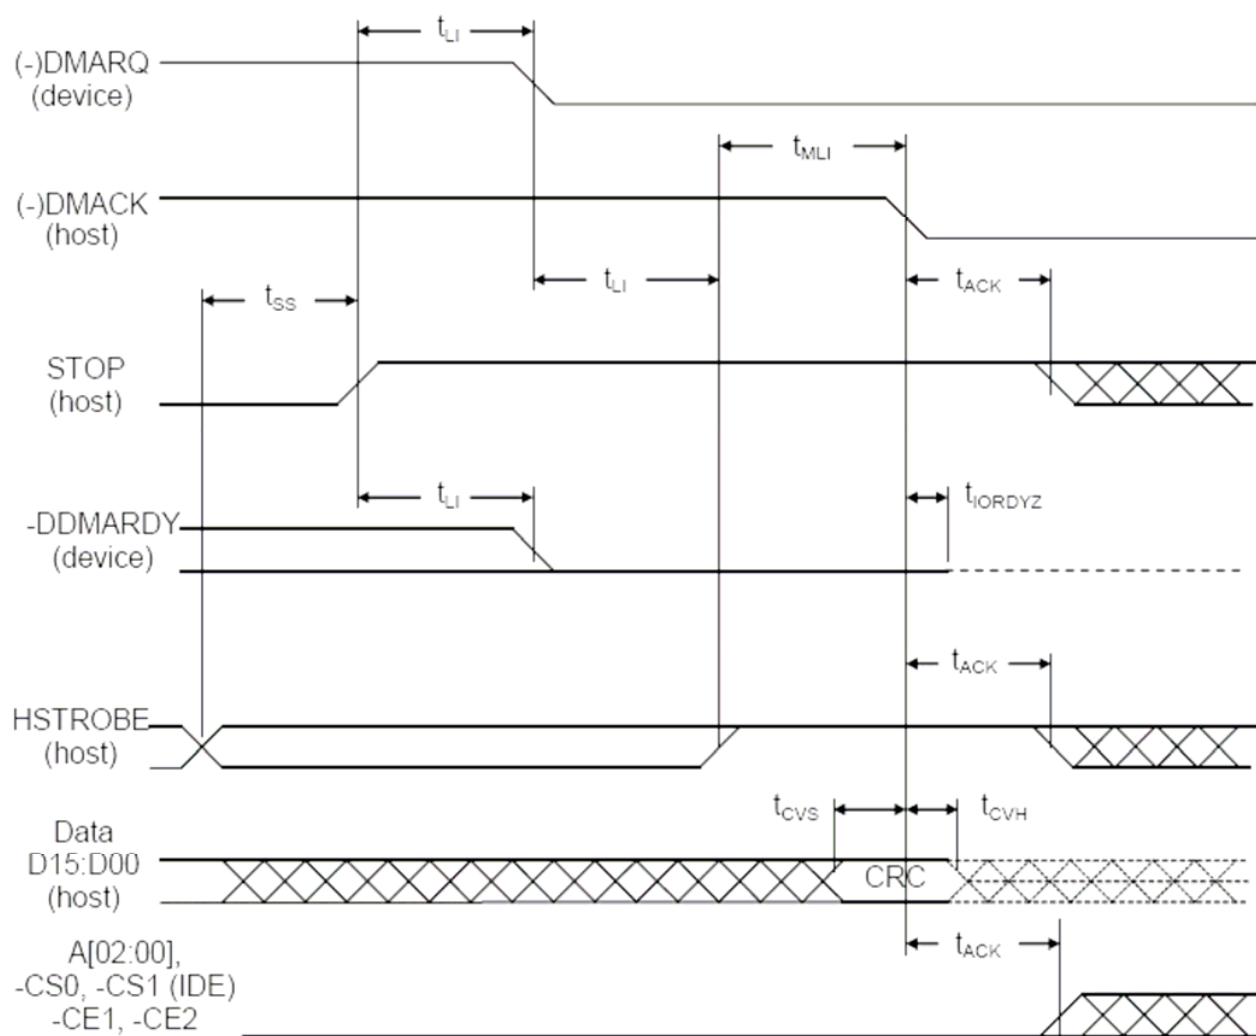 tLI
(-)DMARQ
(device)
tMLI
(-)DMACK
(host)
tLI
tACK
tSS
STOP
(host)
tLI
tIORDYZ
-DDMARDY
(device)
tACK
HSTROBE
(host)
tCVS
tCVH
Data
D15:D00
(host)
CRC
A[02:00],
-CS0, -CS1 (IDE)
-CE1, -CE2
tACK